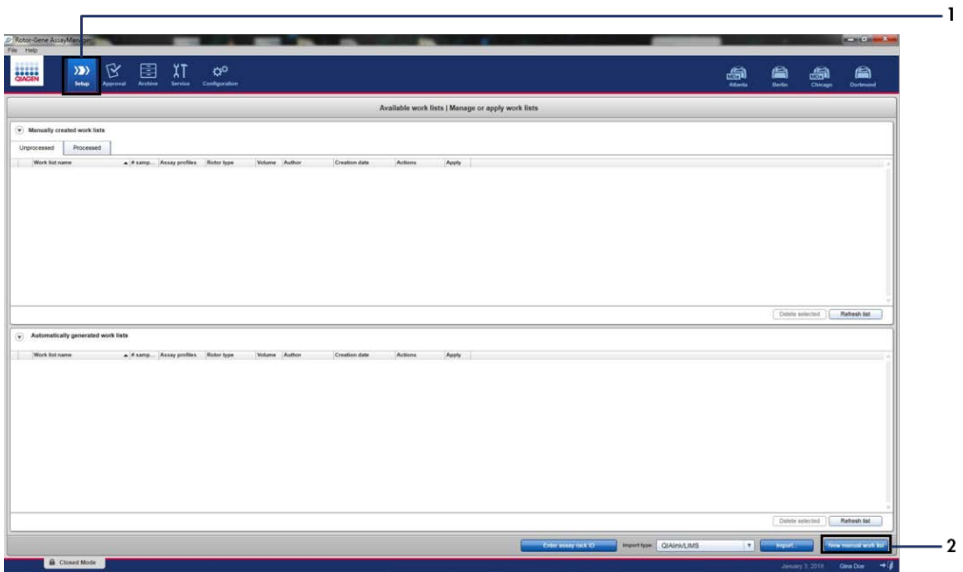 1
Rotor-Gene AssayManager
File Help
QIAGEN Setup Approval Archive Service Configuration NEW Atlanta Berlin NEW Chicago Dortmund
Available work lists | Manage or apply work lists
Manually created work lists
Unprocessed Processed
Work list name # samp... Assay profiles Rotor type Volume Author Creation date Actions Apply
Delete selected Refresh list
Automatically generated work lists
Work list name # samp... Assay profiles Rotor type Volume Author Creation date Actions Apply
Delete selected Refresh list
Enter assay rack ID Import type: QIAlink/LIMS Import... New manual work list 2
Closed Mode January 3, Gina Doe